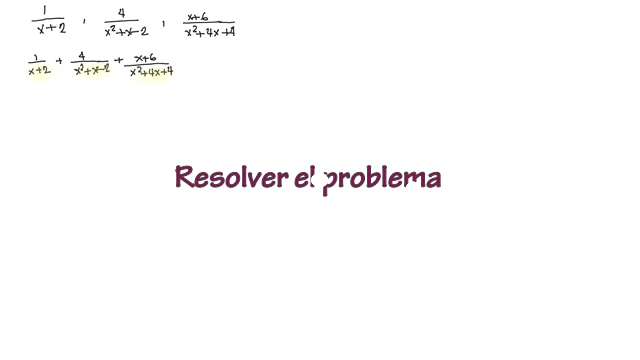 1/(x+2) , 4/(x²+x-2) , (x+6)/(x²+4x+4)
1/(x+2) + 4/(x²+x-2) + (x+6)/(x²+4x+4)
Resolver el problema